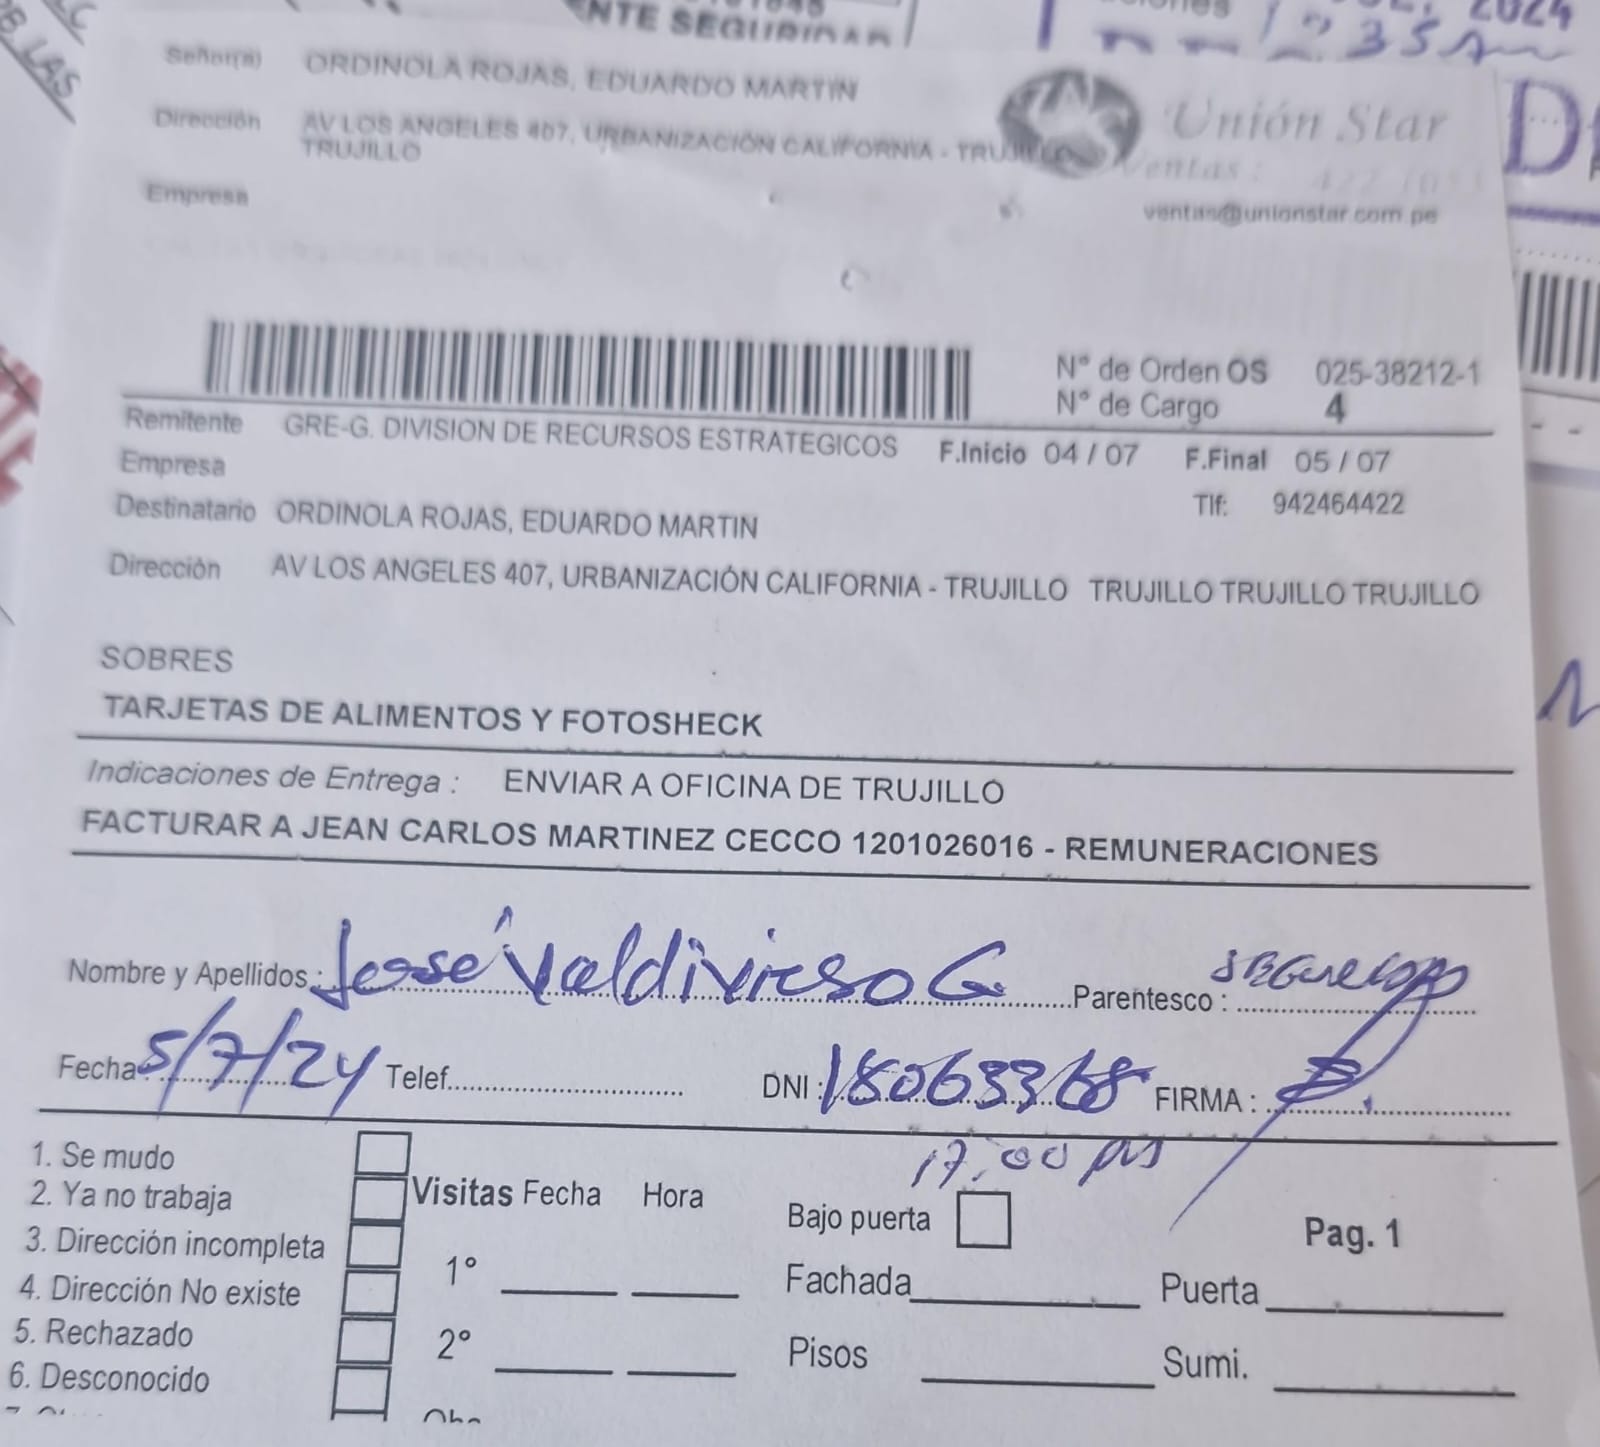 NTE SEGURIDAD
2024
B LAS
Señor(a) ORDINOLA ROJAS, EDUARDO MARTIN
Unión Star
Dirección AV LOS ANGELES 407, URBANIZACIÓN CALIFORNIA - TRUJILLO
TRUJILLO
Ventas :
Empresa
ventas@unionstar.com.pe
N° de Orden OS 025-38212-1
N° de Cargo 4
Remitente GRE-G. DIVISION DE RECURSOS ESTRATEGICOS F.Inicio 04 / 07 F.Final 05 / 07
Empresa
Tlf: 942464422
Destinatario ORDINOLA ROJAS, EDUARDO MARTIN
Dirección AV LOS ANGELES 407, URBANIZACIÓN CALIFORNIA - TRUJILLO TRUJILLO TRUJILLO TRUJILLO
SOBRES
TARJETAS DE ALIMENTOS Y FOTOSHECK
Indicaciones de Entrega : ENVIAR A OFICINA DE TRUJILLO
FACTURAR A JEAN CARLOS MARTINEZ CECCO 1201026016 - REMUNERACIONES
Nombre y Apellidos : José Valdivieso G. Parentesco :
Fecha : 5/7/24 Telef. DNI : 18063368 FIRMA :
17:00 PM
1. Se mudo
2. Ya no trabaja
3. Dirección incompleta
4. Dirección No existe
5. Rechazado
6. Desconocido
Visitas Fecha Hora
1°
2°
Bajo puerta
Pag. 1
Fachada Puerta
Pisos Sumi.